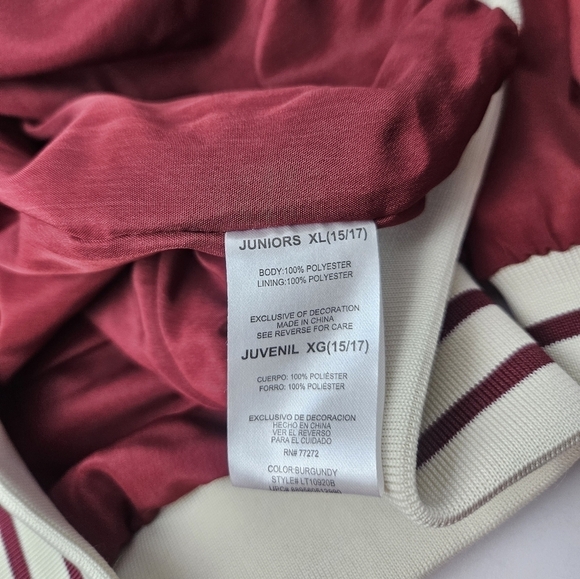 JUNIORS XL(15/17)
BODY:100% POLYESTER
LINING:100% POLYESTER
EXCLUSIVE OF DECORATION
MADE IN CHINA
SEE REVERSE FOR CARE
JUVENIL XG(15/17)
CUERPO: 100% POLIÉSTER
FORRO: 100% POLIÉSTER
EXCLUSIVO DE DECORACION
HECHO EN CHINA
VER EL REVERSO
PARA EL CUIDADO
RN# 77272
COLOR:BURGUNDY
STYLE# LT10920B